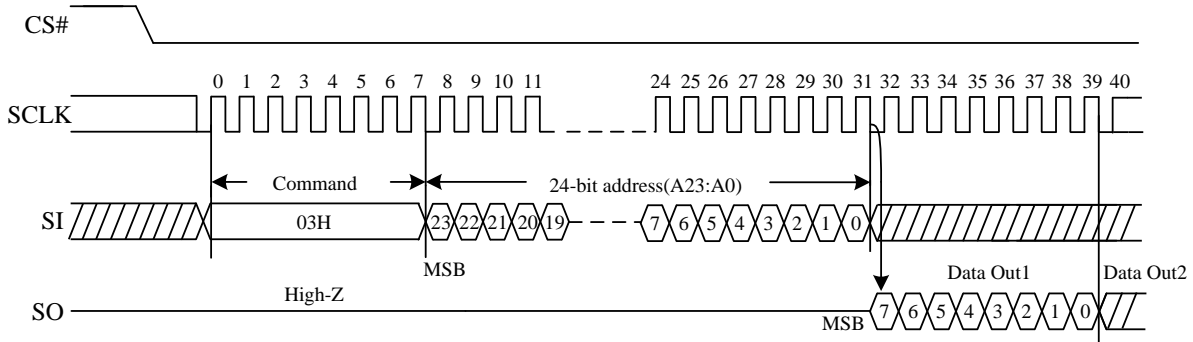 CS#
0 1 2 3 4 5 6 7 8 9 10 11 24 25 26 27 28 29 30 31 32 33 34 35 36 37 38 39 40
SCLK
Command 24-bit address(A23:A0)
SI 03H 23 22 21 20 19 7 6 5 4 3 2 1 0
MSB Data Out1 Data Out2
High-Z
SO MSB 7 6 5 4 3 2 1 0